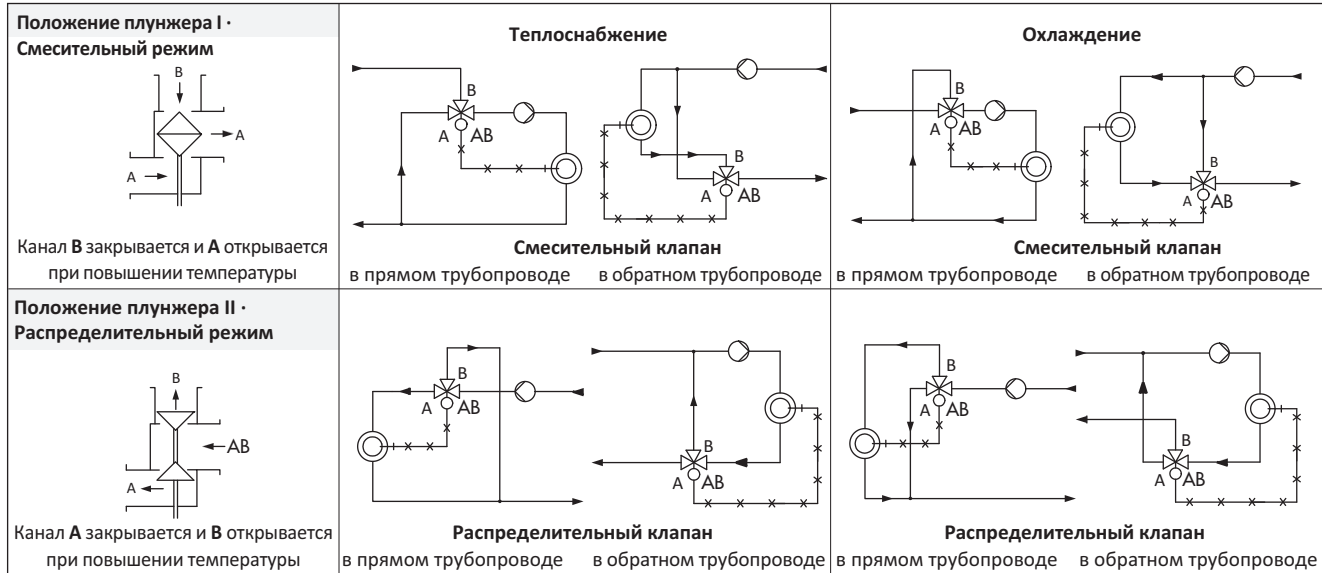 Положение плунжера I ·
Смесительный режим
B
A
A
Канал B закрывается и A открывается
при повышении температуры
Теплоснабжение
B
A
AB
B
A
AB
Смесительный клапан
в прямом трубопроводе
в обратном трубопроводе
Охлаждение
B
A
AB
B
A
AB
Смесительный клапан
в прямом трубопроводе
в обратном трубопроводе
Положение плунжера II ·
Распределительный режим
B
AB
A
Канал A закрывается и B открывается
при повышении температуры
B
A
AB
B
A
AB
Распределительный клапан
в прямом трубопроводе
в обратном трубопроводе
B
A
AB
B
A
AB
Распределительный клапан
в прямом трубопроводе
в обратном трубопроводе